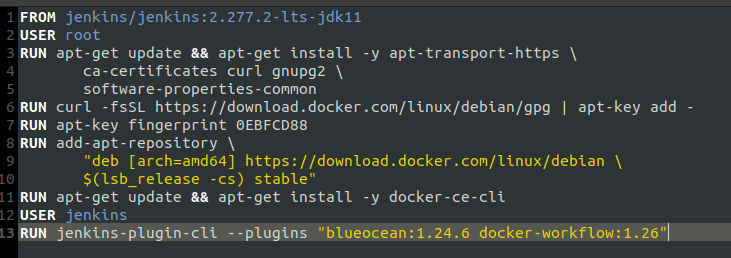 1 FROM jenkins/jenkins:2.277.2-lts-jdk11
2 USER root
3 RUN apt-get update && apt-get install -y apt-transport-https \
4 ca-certificates curl gnupg2 \
5 software-properties-common
6 RUN curl -fsSL https://download.docker.com/linux/debian/gpg | apt-key add -
7 RUN apt-key fingerprint 0EBFCD88
8 RUN add-apt-repository \
9 "deb [arch=amd64] https://download.docker.com/linux/debian \
10 $(lsb_release -cs) stable"
11 RUN apt-get update && apt-get install -y docker-ce-cli
12 USER jenkins
13 RUN jenkins-plugin-cli --plugins "blueocean:1.24.6 docker-workflow:1.26"